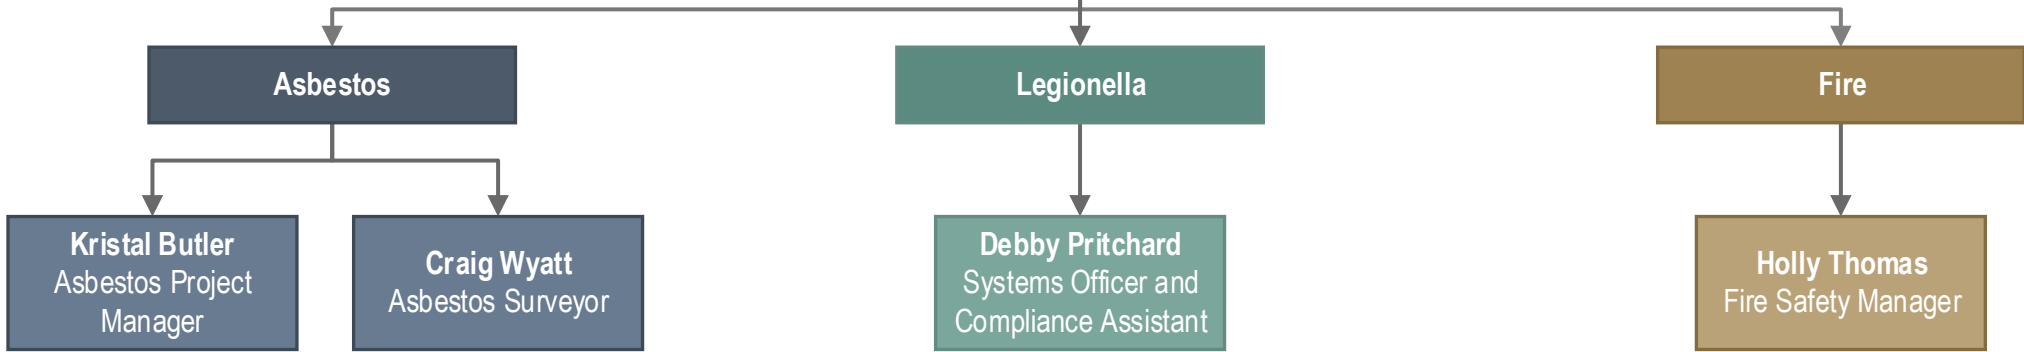 Asbestos
Legionella
Fire
Kristal Butler
Asbestos Project
Manager
Craig Wyatt
Asbestos Surveyor
Debby Pritchard
Systems Officer and
Compliance Assistant
Holly Thomas
Fire Safety Manager